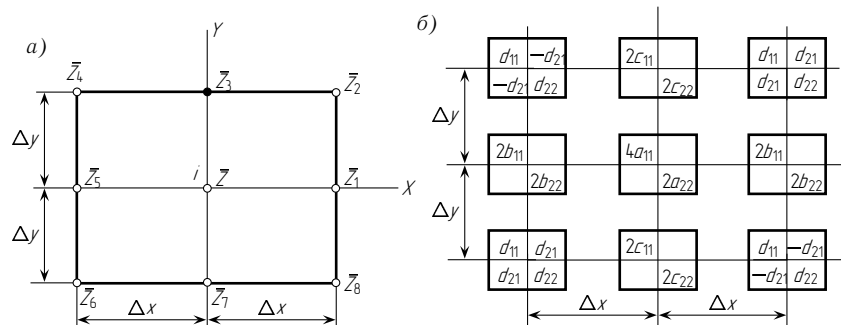 а)
Y
Z̄₄
Z̄₃
Z̄₂
Δy
Z̄₅
i
Z̄
Z̄₁
X
Δy
Z̄₆
Z̄₇
Z̄₈
Δx
Δx
б)
d₁₁ −d₂₁
−d₂₁ d₂₂
2c₁₁
2c₂₂
d₁₁ d₂₁
d₂₁ d₂₂
Δy
2b₁₁
2b₂₂
4a₁₁
2a₂₂
2b₁₁
2b₂₂
Δy
d₁₁ d₂₁
d₂₁ d₂₂
2c₁₁
2c₂₂
d₁₁ −d₂₁
−d₂₁ d₂₂
Δx
Δx